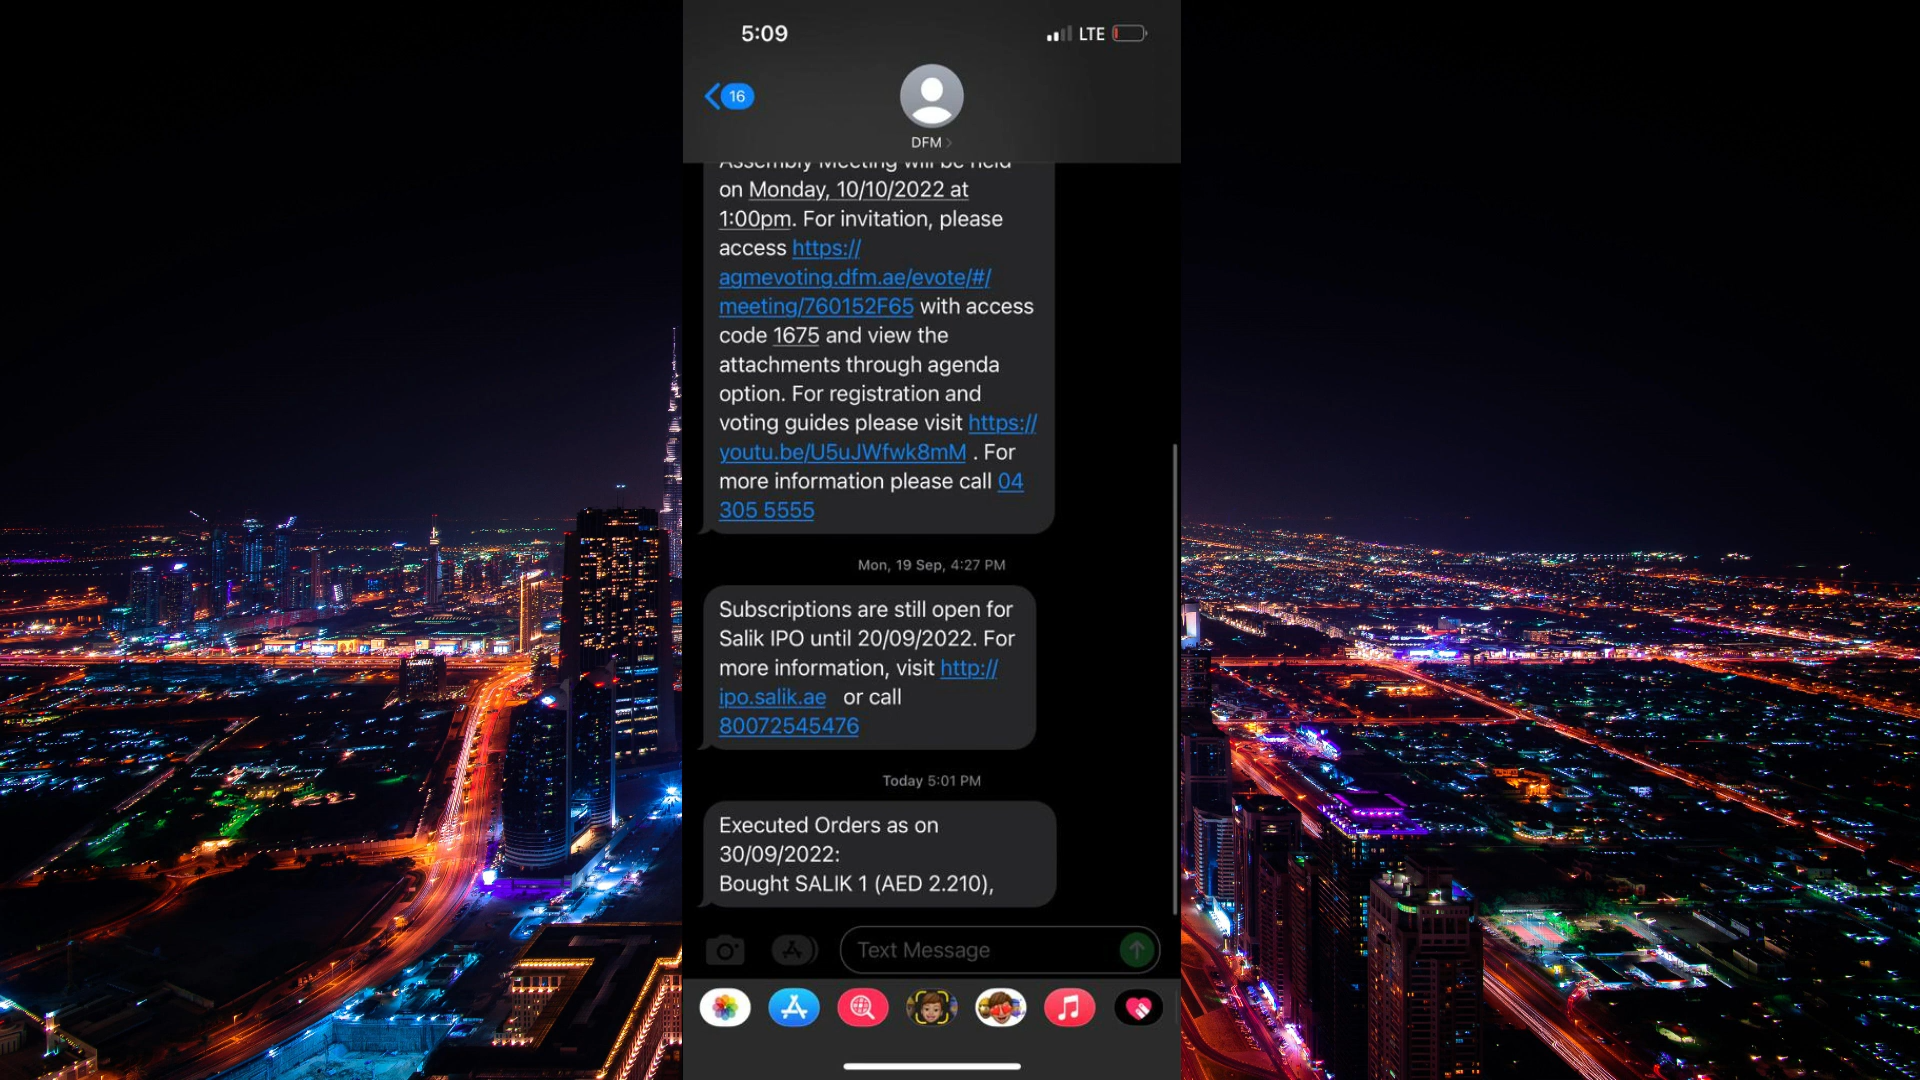 5:09
LTE
16
DFM
Assembly Meeting will be held
on Monday, 10/10/2022 at
1:00pm. For invitation, please
access https://
agmevoting.dfm.ae/evote/#/
meeting/760152F65 with access
code 1675 and view the
attachments through agenda
option. For registration and
voting guides please visit https://
youtu.be/U5uJWfwk8mM . For
more information please call 04
305 5555
Mon, 19 Sep, 4:27 PM
Subscriptions are still open for
Salik IPO until 20/09/2022. For
more information, visit http://
ipo.salik.ae or call
80072545476
Today 5:01 PM
Executed Orders as on
30/09/2022:
Bought SALIK 1 (AED 2.210),
Text Message